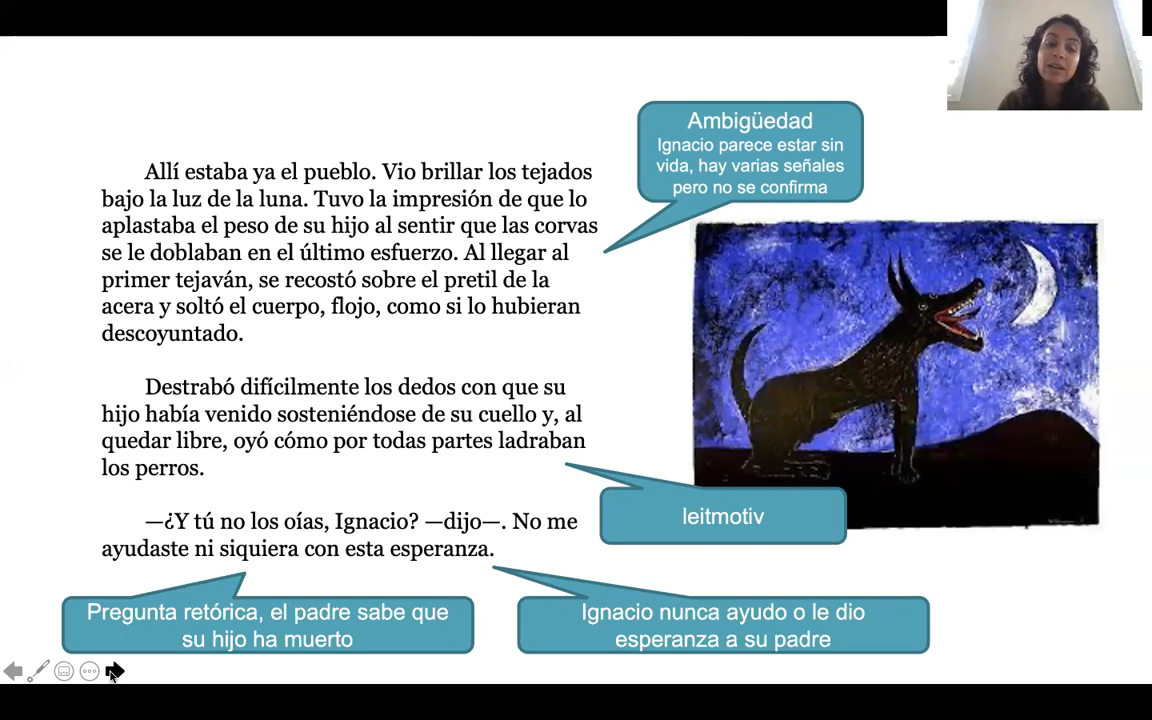 Ambigüedad
Ignacio parece estar sin
vida, hay varias señales
pero no se confirma
Allí estaba ya el pueblo. Vio brillar los tejados
bajo la luz de la luna. Tuvo la impresión de que lo
aplastaba el peso de su hijo al sentir que las corvas
se le doblaban en el último esfuerzo. Al llegar al
primer tejaván, se recostó sobre el pretil de la
acera y soltó el cuerpo, flojo, como si lo hubieran
descoyuntado.
Destrabó difícilmente los dedos con que su
hijo había venido sosteniéndose de su cuello y, al
quedar libre, oyó cómo por todas partes ladraban
los perros.
leitmotiv
—¿Y tú no los oías, Ignacio? —dijo—. No me
ayudaste ni siquiera con esta esperanza.
Pregunta retórica, el padre sabe que
su hijo ha muerto
Ignacio nunca ayudo o le dio
esperanza a su padre